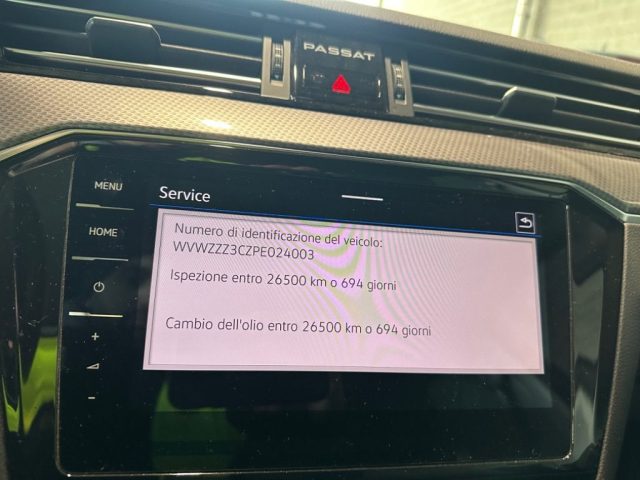 PASSAT
MENU
Service
HOME
Numero di identificazione del veicolo:
WVWZZZ3CZPE024003
Ispezione entro 26500 km o 694 giorni
Cambio dell'olio entro 26500 km o 694 giorni
+
-